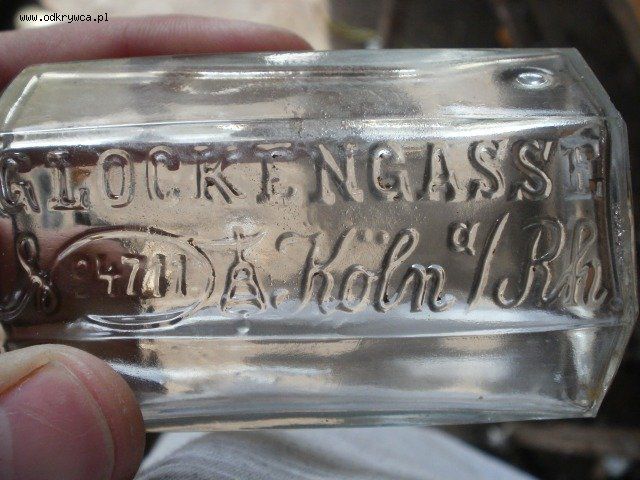 www.odkrywca.pl
GLOCKENGASSE
4711 Köln a/Rh.